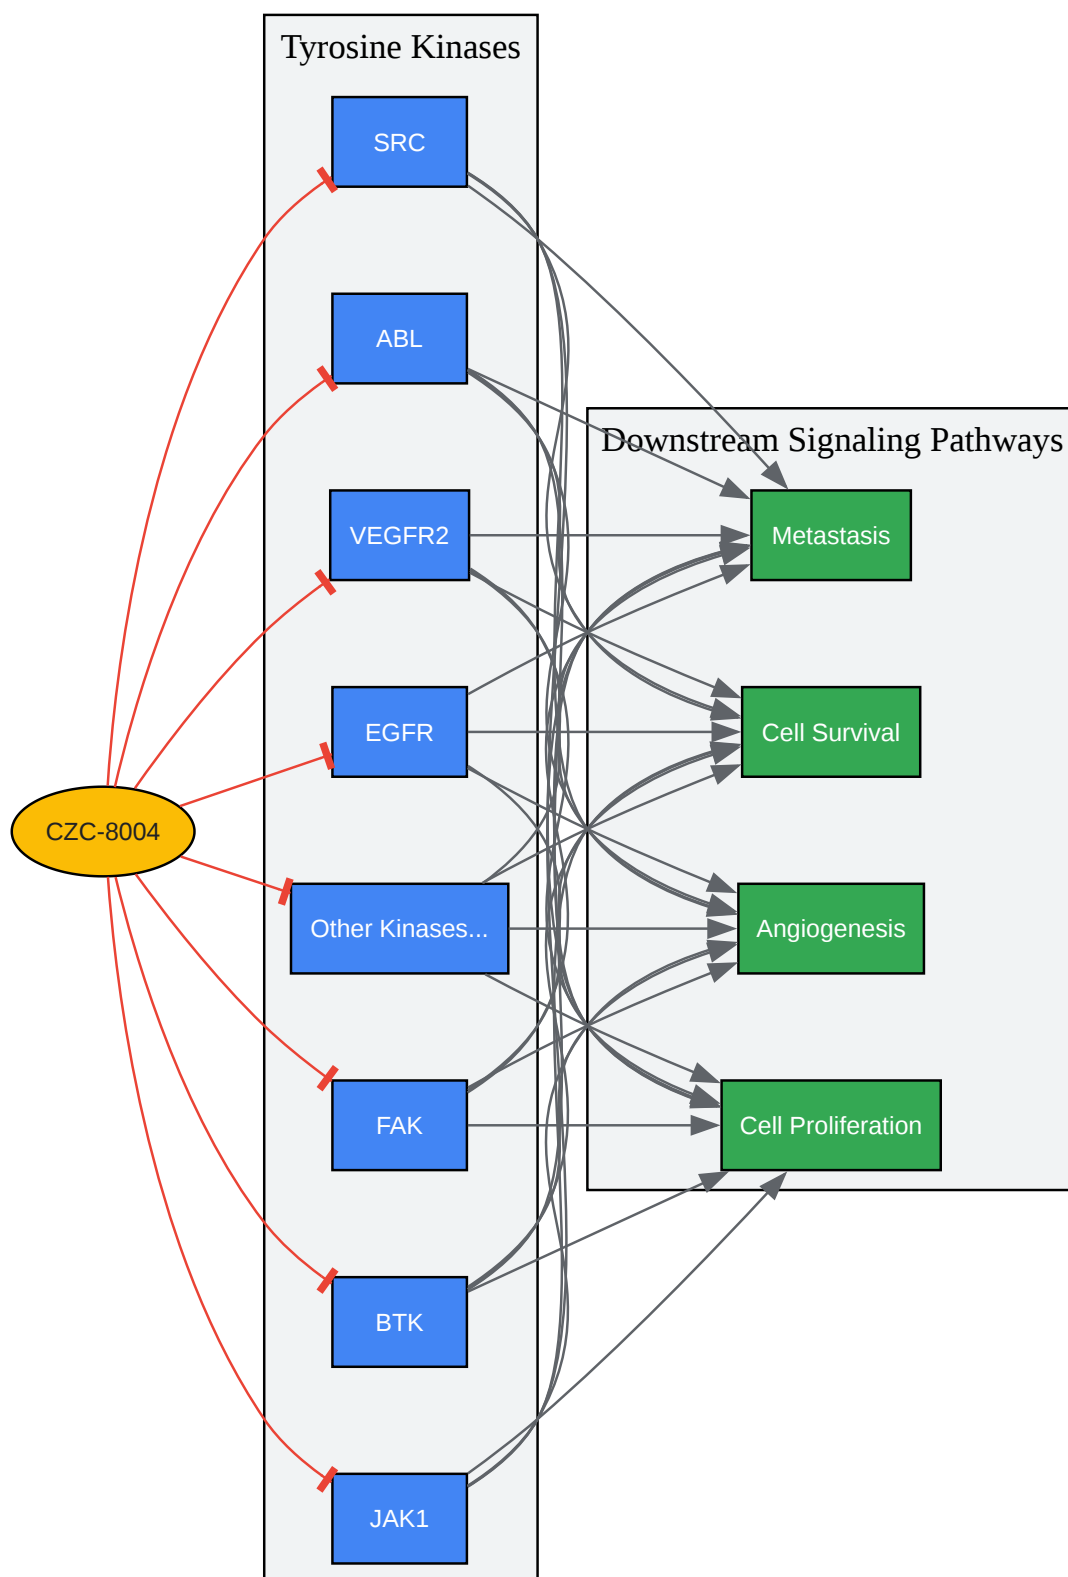 Tyrosine Kinases
SRC
ABL
Downstream Signaling Pathways
VEGFR2
Metastasis
EGFR
Cell Survival
CZC-8004
Other Kinases...
Angiogenesis
FAK
Cell Proliferation
BTK
JAK1